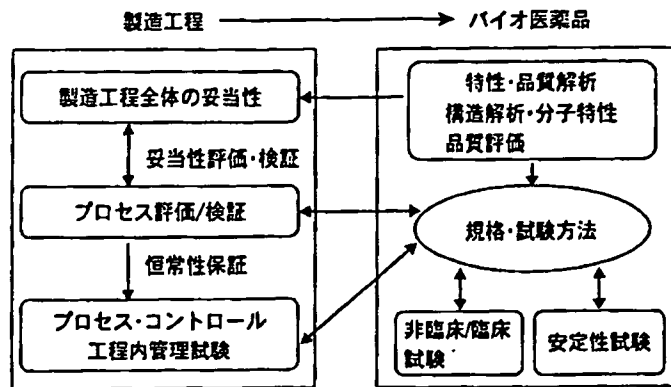 製造工程
バイオ医薬品
製造工程全体の妥当性
妥当性評価・検証
プロセス評価/検証
恒常性保証
プロセス・コントロール
工程内管理試験
特性・品質解析
構造解析・分子特性
品質評価
規格・試験方法
非臨床/臨床
試験
安定性試験